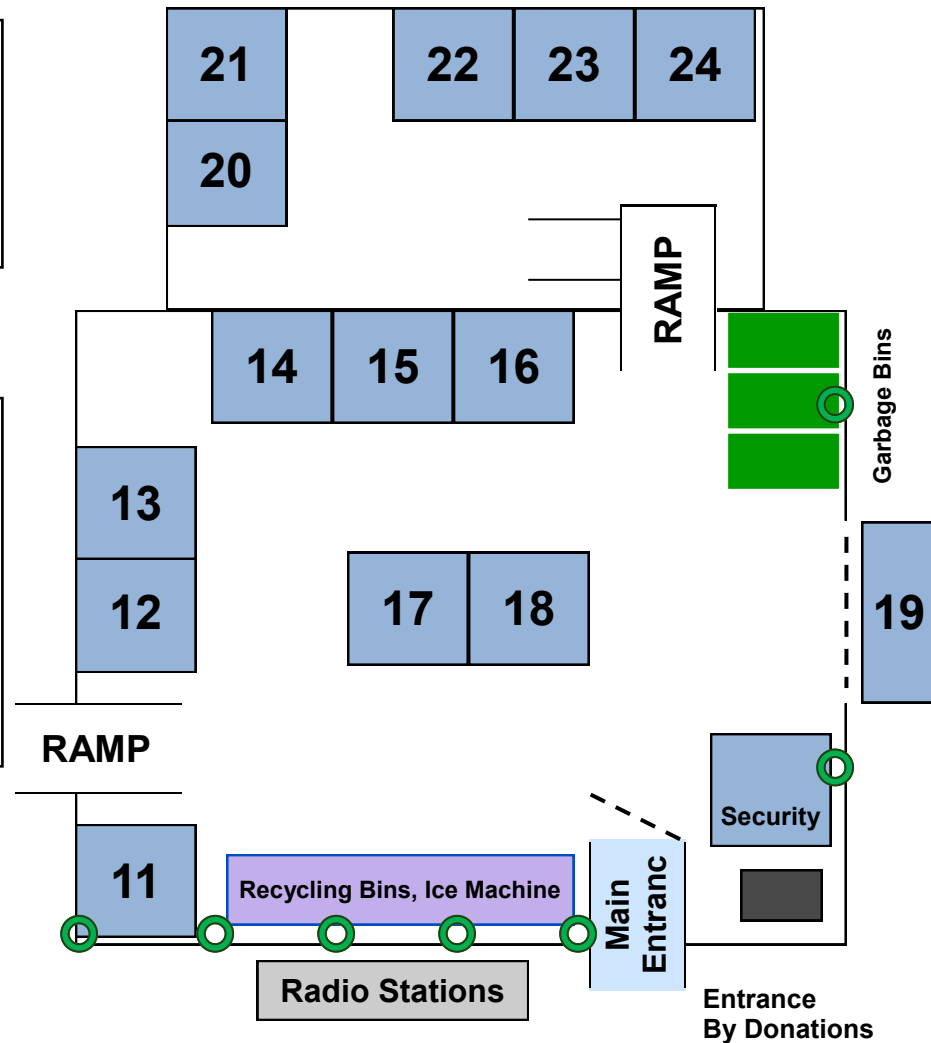 21
22
23
24
20
RAMP
14
15
16
Garbage Bins
13
12
17
18
19
RAMP
Security
11
Recycling Bins, Ice Machine
Main
Entranc
Radio Stations
Entrance
By Donations